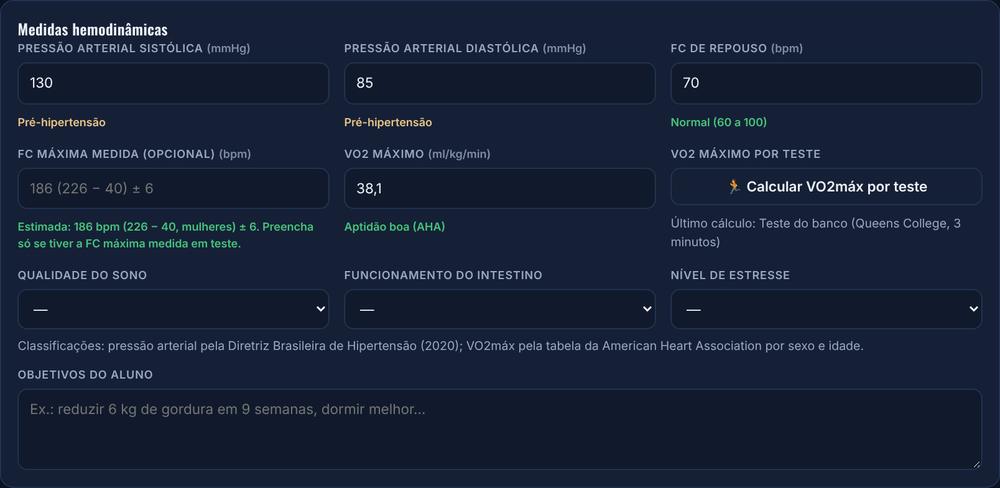 Medidas hemodinâmicas
PRESSÃO ARTERIAL SISTÓLICA (mmHg)
PRESSÃO ARTERIAL DIASTÓLICA (mmHg)
FC DE REPOUSO (bpm)
130
85
70
Pré-hipertensão
Pré-hipertensão
Normal (60 a 100)
FC MÁXIMA MEDIDA (OPCIONAL) (bpm)
VO2 MÁXIMO (ml/kg/min)
VO2 MÁXIMO POR TESTE
186 (226 − 40) ± 6
38,1
🏃 Calcular VO2máx por teste
Estimada: 186 bpm (226 − 40, mulheres) ± 6. Preencha
só se tiver a FC máxima medida em teste.
Aptidão boa (AHA)
Último cálculo: Teste do banco (Queens College, 3
minutos)
QUALIDADE DO SONO
FUNCIONAMENTO DO INTESTINO
NÍVEL DE ESTRESSE
—
—
—
Classificações: pressão arterial pela Diretriz Brasileira de Hipertensão (2020); VO2máx pela tabela da American Heart Association por sexo e idade.
OBJETIVOS DO ALUNO
Ex.: reduzir 6 kg de gordura em 9 semanas, dormir melhor...